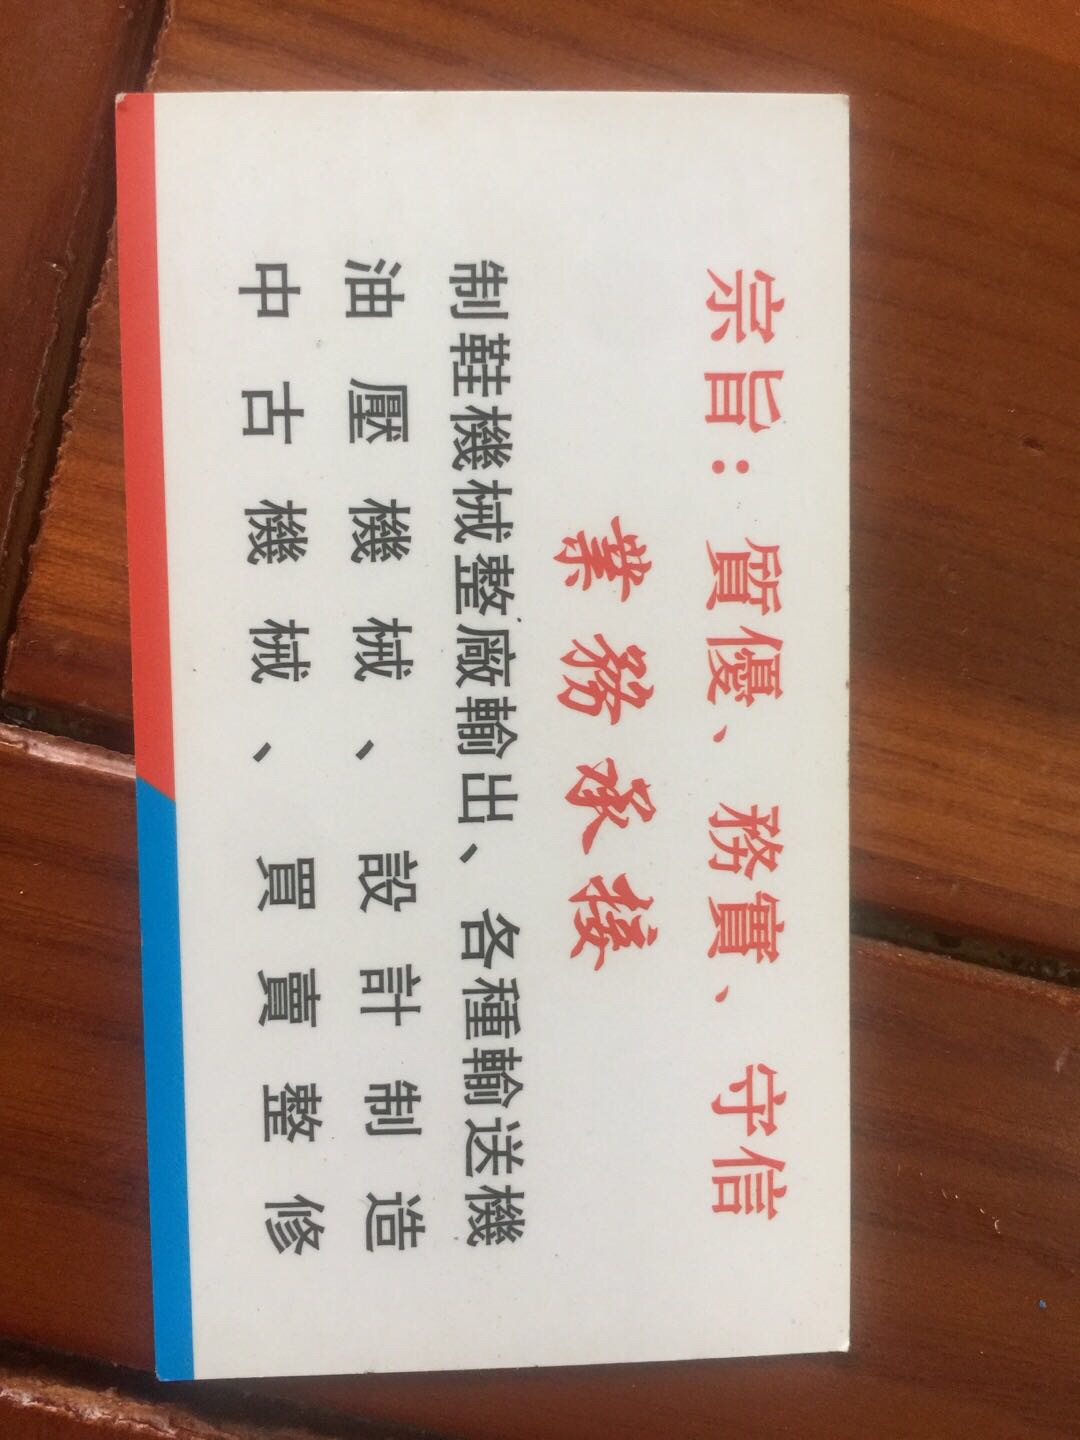 宗旨：質優、務實、守信
業務承接
制鞋機械整廠輸出、各種輸送機
油壓機械、設計制造
中古機械、買賣整修